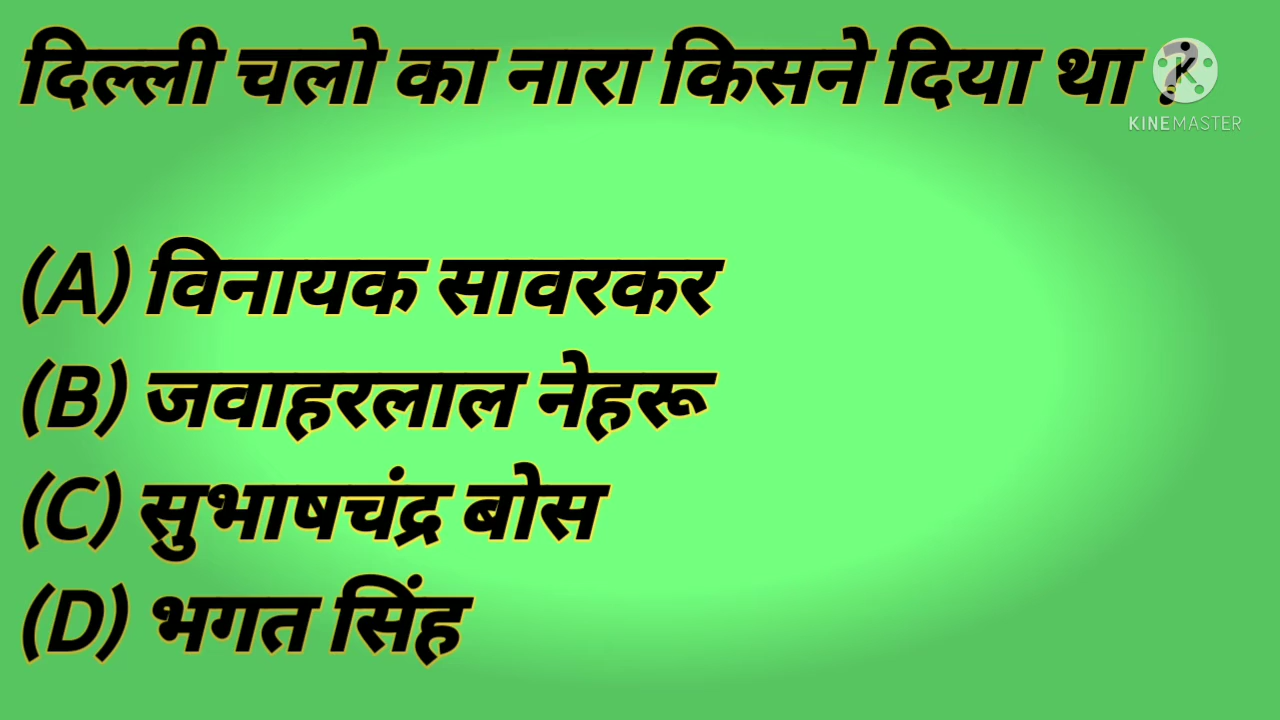 दिल्ली चलो का नारा किसने दिया था ?
KINEMASTER
(A) विनायक सावरकर
(B) जवाहरलाल नेहरू
(C) सुभाषचंद्र बोस
(D) भगत सिंह